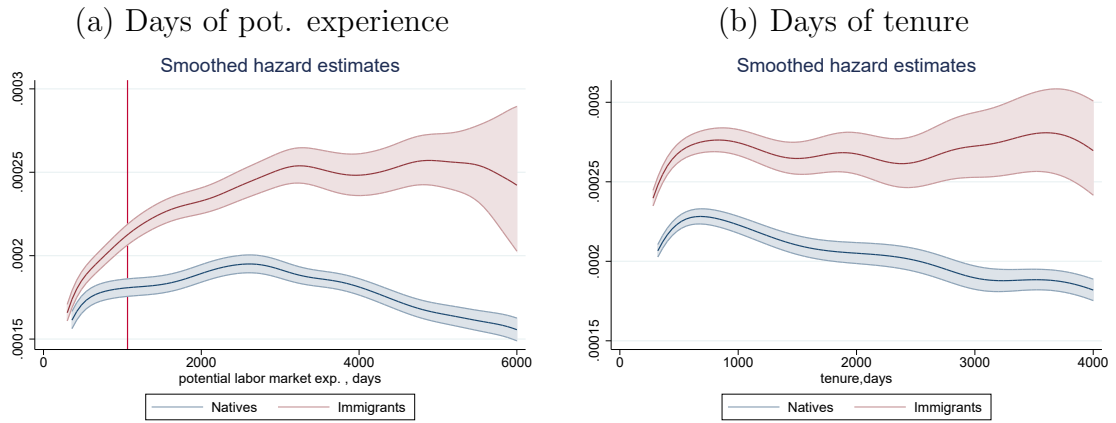 (a) Days of pot. experience
Smoothed hazard estimates
.0003
.00025
.0002
.00015
0 2000 4000 6000
potential labor market exp. , days
Natives Immigrants
(b) Days of tenure
Smoothed hazard estimates
.0003
.00025
.0002
.00015
0 1000 2000 3000 4000
tenure,days
Natives Immigrants